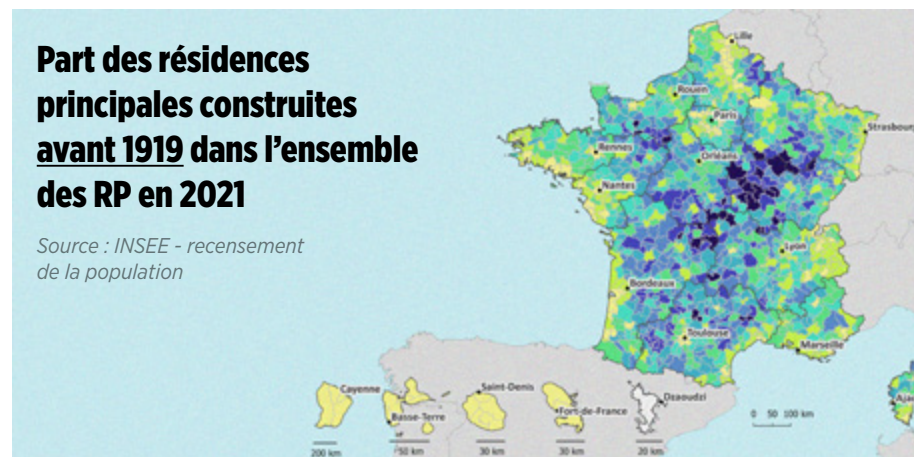 Part des résidences
principales construites
avant 1919 dans l’ensemble
des RP en 2021
Source : INSEE - recensement
de la population
Lille
Rouen
Paris
Strasbourg
Rennes
Orléans
Nantes
Lyon
Bordeaux
Toulouse
Marseille
Cayenne
Saint-Denis
Basse-Terre
Fort-de-France
Dzaoudzi
0 50 100 km
Aja
200 km
50 km
30 km
30 km
20 km